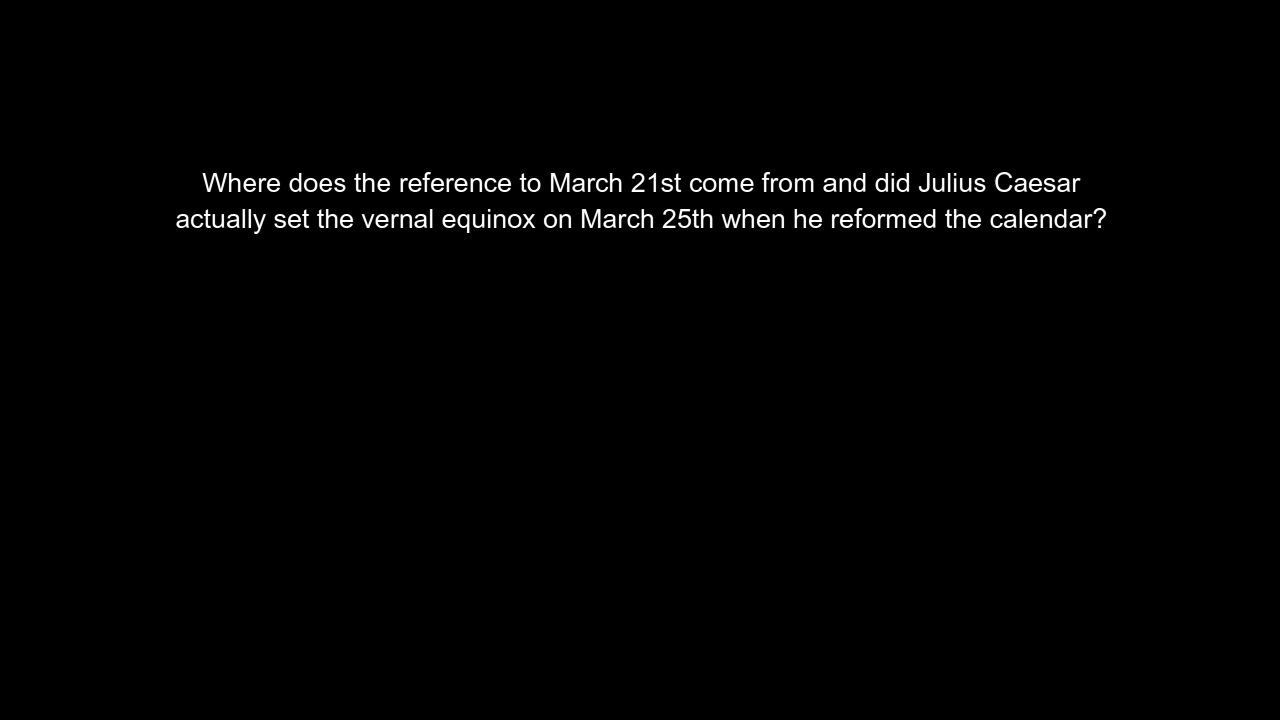 Where does the reference to March 21st come from and did Julius Caesar
actually set the vernal equinox on March 25th when he reformed the calendar?